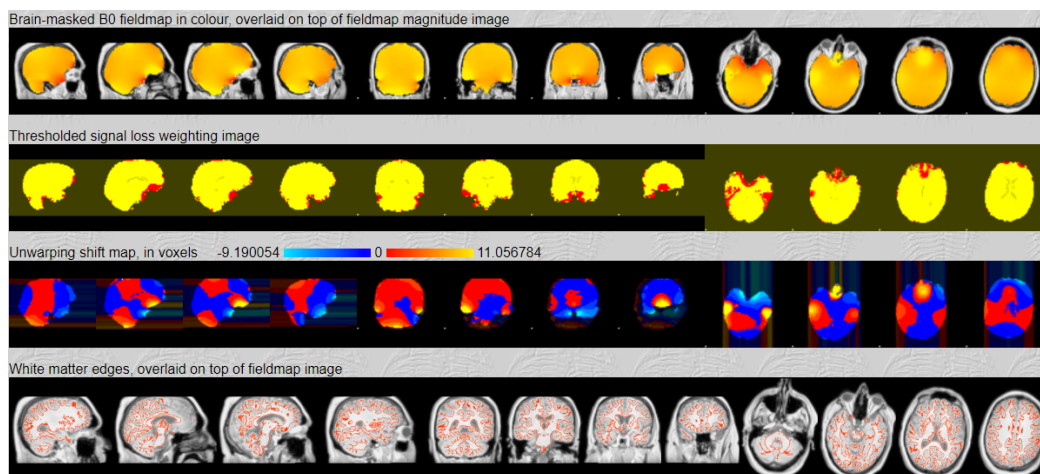 Brain-masked B0 fieldmap in colour, overlaid on top of fieldmap magnitude image
Thresholded signal loss weighting image
Unwarping shift map, in voxels -9.190054 0 11.056784
White matter edges, overlaid on top of fieldmap image